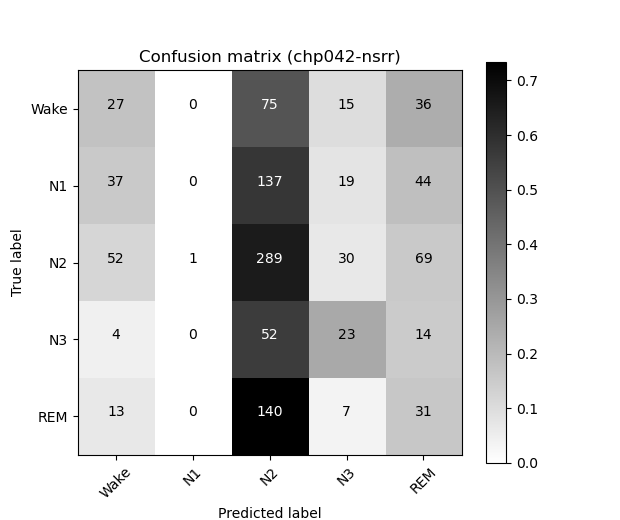 Confusion matrix (chp042-nsrr)
Wake 27 0 75 15 36
N1 37 0 137 19 44
N2 52 1 289 30 69
N3 4 0 52 23 14
REM 13 0 140 7 31
Wake N1 N2 N3 REM
True label
Predicted label
0.7
0.6
0.5
0.4
0.3
0.2
0.1
0.0